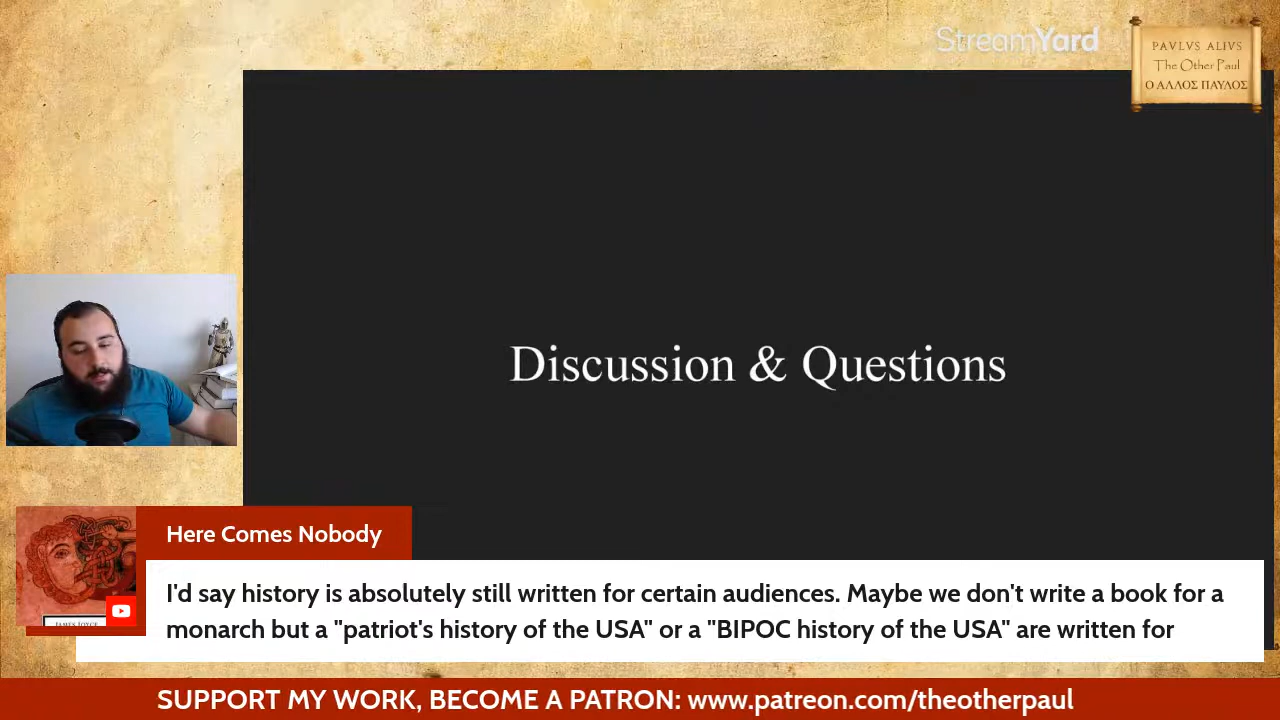 StreamYard
PAVLVS ALIVS
The Other Paul
Ο ΑΛΛΟΣ ΠΑΥΛΟΣ
Discussion & Questions
Here Comes Nobody
JAMES JOYCE
I'd say history is absolutely still written for certain audiences. Maybe we don't write a book for a
monarch but a "patriot's history of the USA" or a "BIPOC history of the USA" are written for
SUPPORT MY WORK, BECOME A PATRON: www.patreon.com/theotherpaul